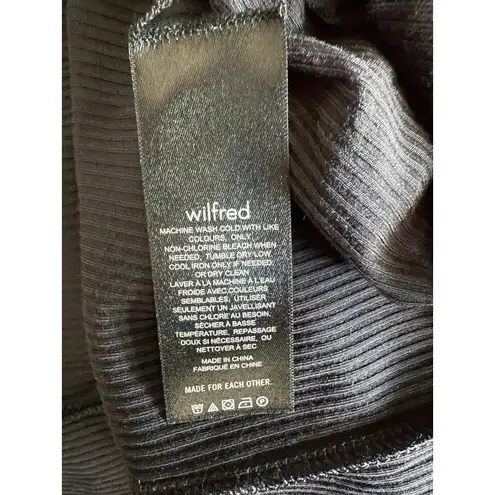 wilfred
MACHINE WASH COLD WITH LIKE
COLOURS, ONLY
NON-CHLORINE BLEACH WHEN
NEEDED, TUMBLE DRY LOW
COOL IRON ONLY IF NEEDED
OR DRY CLEAN
LAVER À LA MACHINE À L'EAU
FROIDE AVEC COULEURS
SEMBLABLES, UTILISER
SEULEMENT UN JAVELLISANT
SANS CHLORE AU BESOIN,
SÉCHER À BASSE
TEMPÉRATURE, REPASSAGE
DOUX SI NÉCESSAIRE, OU
NETTOYER À SEC
MADE IN CHINA
FABRIQUÉ EN CHINE
MADE FOR EACH OTHER.